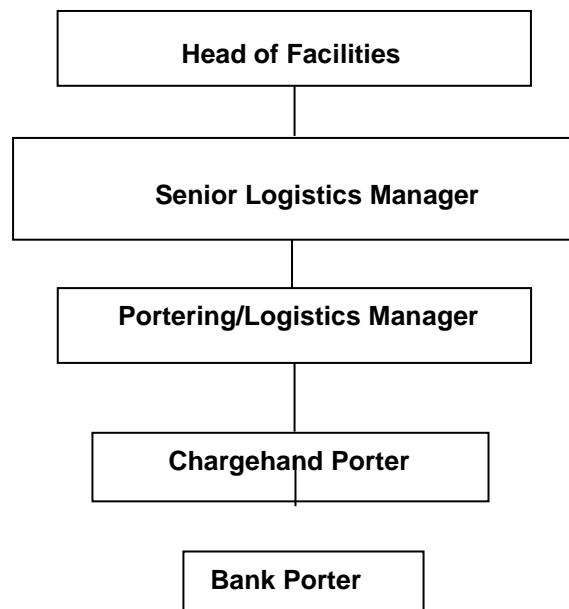 Head of Facilities
Senior Logistics Manager
Portering/Logistics Manager
Chargehand Porter
Bank Porter